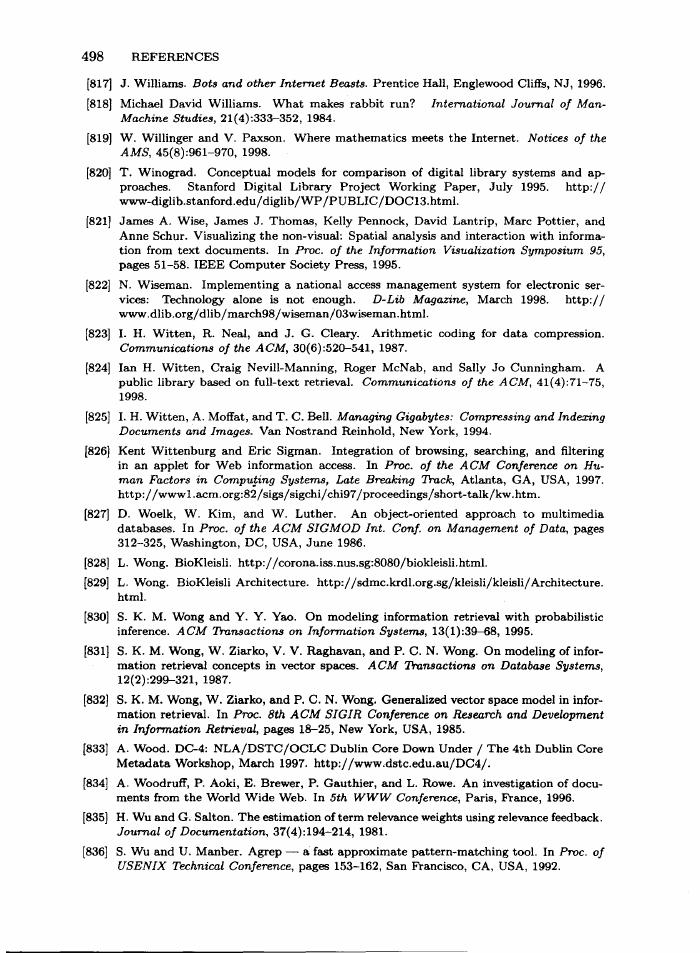 498 REFERENCES
[817] J. Williams. Bots and other Internet Beasts. Prentice Hall, Englewood Cliffs, NJ, 1996.
[818] Michael David Williams. What makes rabbit run? International Journal of Man-
Machine Studies, 21(4):333–352, 1984.
[819] W. Willinger and V. Paxson. Where mathematics meets the Internet. Notices of the
AMS, 45(8):961–970, 1998.
[820] T. Winograd. Conceptual models for comparison of digital library systems and ap-
proaches. Stanford Digital Library Project Working Paper, July 1995. http://
www-diglib.stanford.edu/diglib/WP/PUBLIC/DOC13.html.
[821] James A. Wise, James J. Thomas, Kelly Pennock, David Lantrip, Marc Pottier, and
Anne Schur. Visualizing the non-visual: Spatial analysis and interaction with informa-
tion from text documents. In Proc. of the Information Visualization Symposium 95,
pages 51–58. IEEE Computer Society Press, 1995.
[822] N. Wiseman. Implementing a national access management system for electronic ser-
vices: Technology alone is not enough. D-Lib Magazine, March 1998. http://
www.dlib.org/dlib/march98/wiseman/03wiseman.html.
[823] I. H. Witten, R. Neal, and J. G. Cleary. Arithmetic coding for data compression.
Communications of the ACM, 30(6):520–541, 1987.
[824] Ian H. Witten, Craig Nevill-Manning, Roger McNab, and Sally Jo Cunningham. A
public library based on full-text retrieval. Communications of the ACM, 41(4):71–75,
1998.
[825] I. H. Witten, A. Moffat, and T. C. Bell. Managing Gigabytes: Compressing and Indexing
Documents and Images. Van Nostrand Reinhold, New York, 1994.
[826] Kent Wittenburg and Eric Sigman. Integration of browsing, searching, and filtering
in an applet for Web information access. In Proc. of the ACM Conference on Hu-
man Factors in Computing Systems, Late Breaking Track, Atlanta, GA, USA, 1997.
http://www1.acm.org:82/sigs/sigchi/chi97/proceedings/short-talk/kw.htm.
[827] D. Woelk, W. Kim, and W. Luther. An object-oriented approach to multimedia
databases. In Proc. of the ACM SIGMOD Int. Conf. on Management of Data, pages
312–325, Washington, DC, USA, June 1986.
[828] L. Wong. BioKleisli. http://corona.iss.nus.sg:8080/biokleisli.html.
[829] L. Wong. BioKleisli Architecture. http://sdmc.krdl.org.sg/kleisli/kleisli/Architecture.
html.
[830] S. K. M. Wong and Y. Y. Yao. On modeling information retrieval with probabilistic
inference. ACM Transactions on Information Systems, 13(1):39–68, 1995.
[831] S. K. M. Wong, W. Ziarko, V. V. Raghavan, and P. C. N. Wong. On modeling of infor-
mation retrieval concepts in vector spaces. ACM Transactions on Database Systems,
12(2):299–321, 1987.
[832] S. K. M. Wong, W. Ziarko, and P. C. N. Wong. Generalized vector space model in infor-
mation retrieval. In Proc. 8th ACM SIGIR Conference on Research and Development
in Information Retrieval, pages 18–25, New York, USA, 1985.
[833] A. Wood. DC-4: NLA/DSTC/OCLC Dublin Core Down Under / The 4th Dublin Core
Metadata Workshop, March 1997. http://www.dstc.edu.au/DC4/.
[834] A. Woodruff, P. Aoki, E. Brewer, P. Gauthier, and L. Rowe. An investigation of docu-
ments from the World Wide Web. In 5th WWW Conference, Paris, France, 1996.
[835] H. Wu and G. Salton. The estimation of term relevance weights using relevance feedback.
Journal of Documentation, 37(4):194–214, 1981.
[836] S. Wu and U. Manber. Agrep — a fast approximate pattern-matching tool. In Proc. of
USENIX Technical Conference, pages 153–162, San Francisco, CA, USA, 1992.